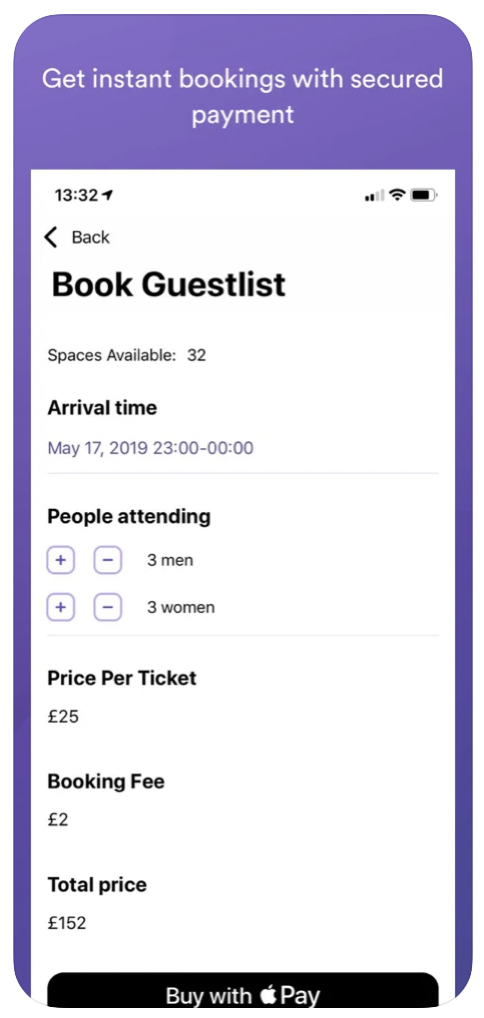 Get instant bookings with secured
payment
13:32
Back
Book Guestlist
Spaces Available: 32
Arrival time
May 17, 2019 23:00-00:00
People attending
+ − 3 men
+ − 3 women
Price Per Ticket
£25
Booking Fee
£2
Total price
£152
Buy with Pay